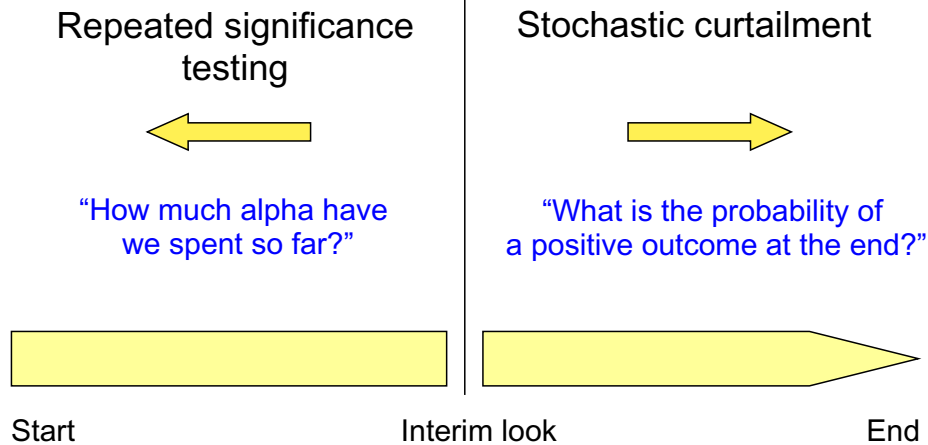 Repeated significance
testing
Stochastic curtailment
“How much alpha have
we spent so far?”
“What is the probability of
a positive outcome at the end?”
Start
Interim look
End